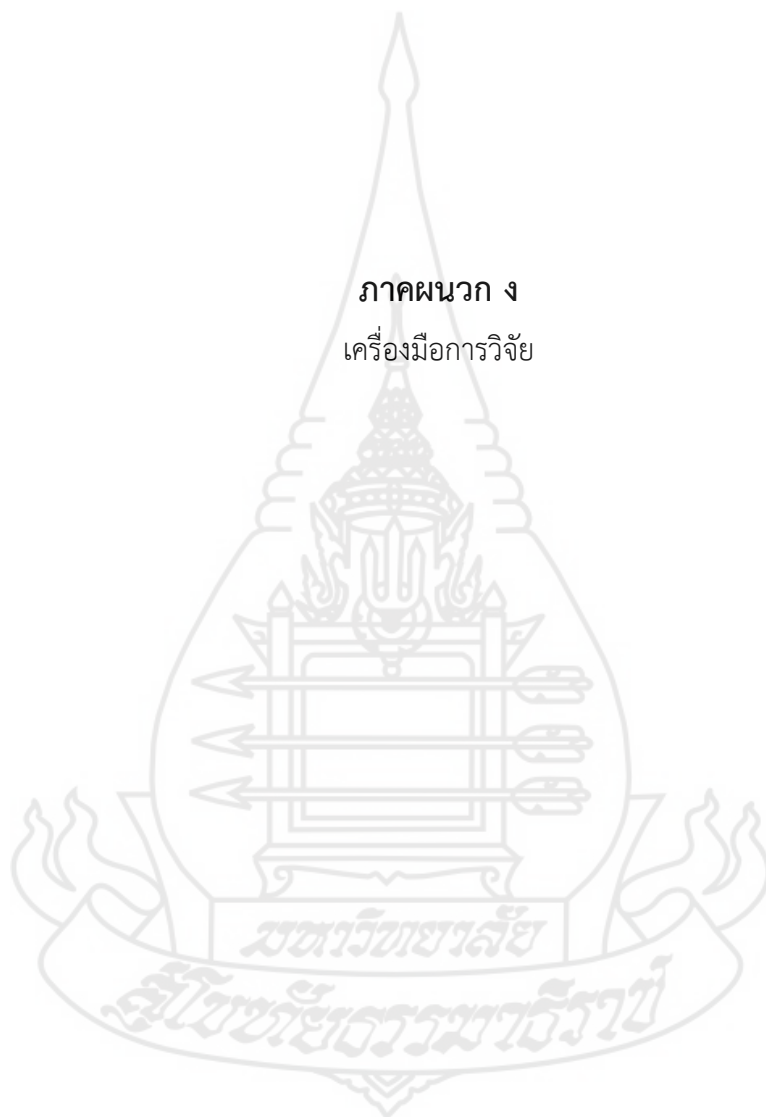 ภาคผนวก ง
เครื่องมือการวิจัย
มหาวิทยาลัย
สุโขทัยธรรมาธิราช